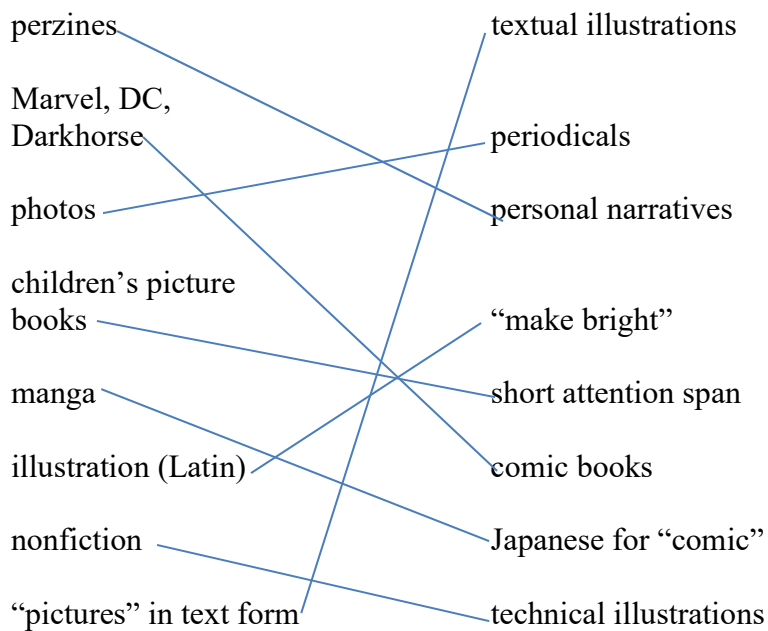 perzines
textual illustrations
Marvel, DC,
Darkhorse
periodicals
photos
personal narratives
children’s picture
books
“make bright”
manga
short attention span
illustration (Latin)
comic books
nonfiction
Japanese for “comic”
“pictures” in text form
technical illustrations